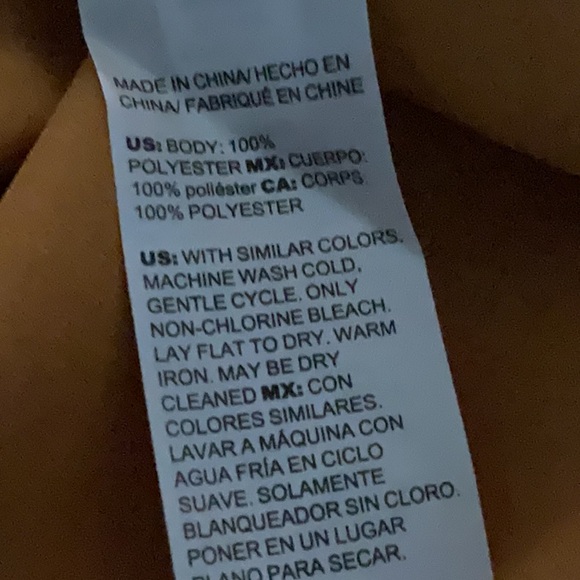 MADE IN CHINA/ HECHO EN
CHINA/ FABRIQUÉ EN CHINE
US: BODY: 100%
POLYESTER MX: CUERPO:
100% poliéster CA: CORPS:
100% POLYESTER
US: WITH SIMILAR COLORS.
MACHINE WASH COLD,
GENTLE CYCLE. ONLY
NON-CHLORINE BLEACH.
LAY FLAT TO DRY. WARM
IRON. MAY BE DRY
CLEANED MX: CON
COLORES SIMILARES.
LAVAR A MÁQUINA CON
AGUA FRÍA EN CICLO
SUAVE. SOLAMENTE
BLANQUEADOR SIN CLORO.
PONER EN UN LUGAR
PLANO PARA SECAR.